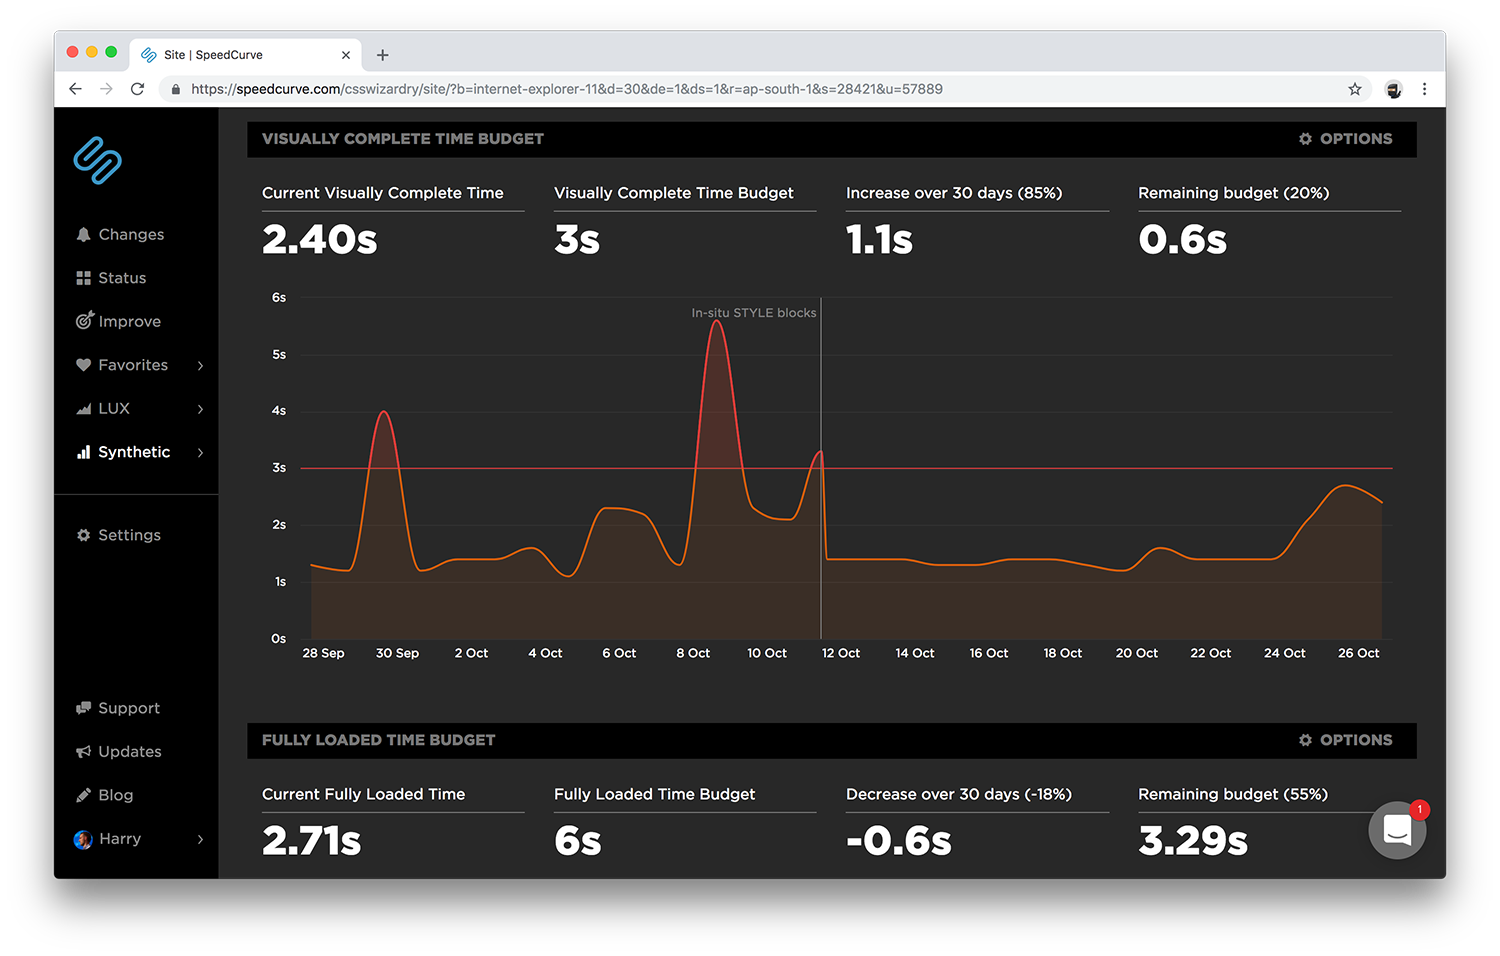 Site | SpeedCurve
https://speedcurve.com/csswizardry/site/?b=internet-explorer-11&d=30&de=1&ds=1&r=ap-south-1&s=28421&u=57889
Changes
Status
Improve
Favorites
LUX
Synthetic
Settings
Support
Updates
Blog
Harry
VISUALLY COMPLETE TIME BUDGET
OPTIONS
Current Visually Complete Time
2.40s
Visually Complete Time Budget
3s
Increase over 30 days (85%)
1.1s
Remaining budget (20%)
0.6s
In-situ STYLE blocks
6s
5s
4s
3s
2s
1s
0s
28 Sep 30 Sep 2 Oct 4 Oct 6 Oct 8 Oct 10 Oct 12 Oct 14 Oct 16 Oct 18 Oct 20 Oct 22 Oct 24 Oct 26 Oct
FULLY LOADED TIME BUDGET
OPTIONS
Current Fully Loaded Time
2.71s
Fully Loaded Time Budget
6s
Decrease over 30 days (-18%)
-0.6s
Remaining budget (55%)
3.29s
1